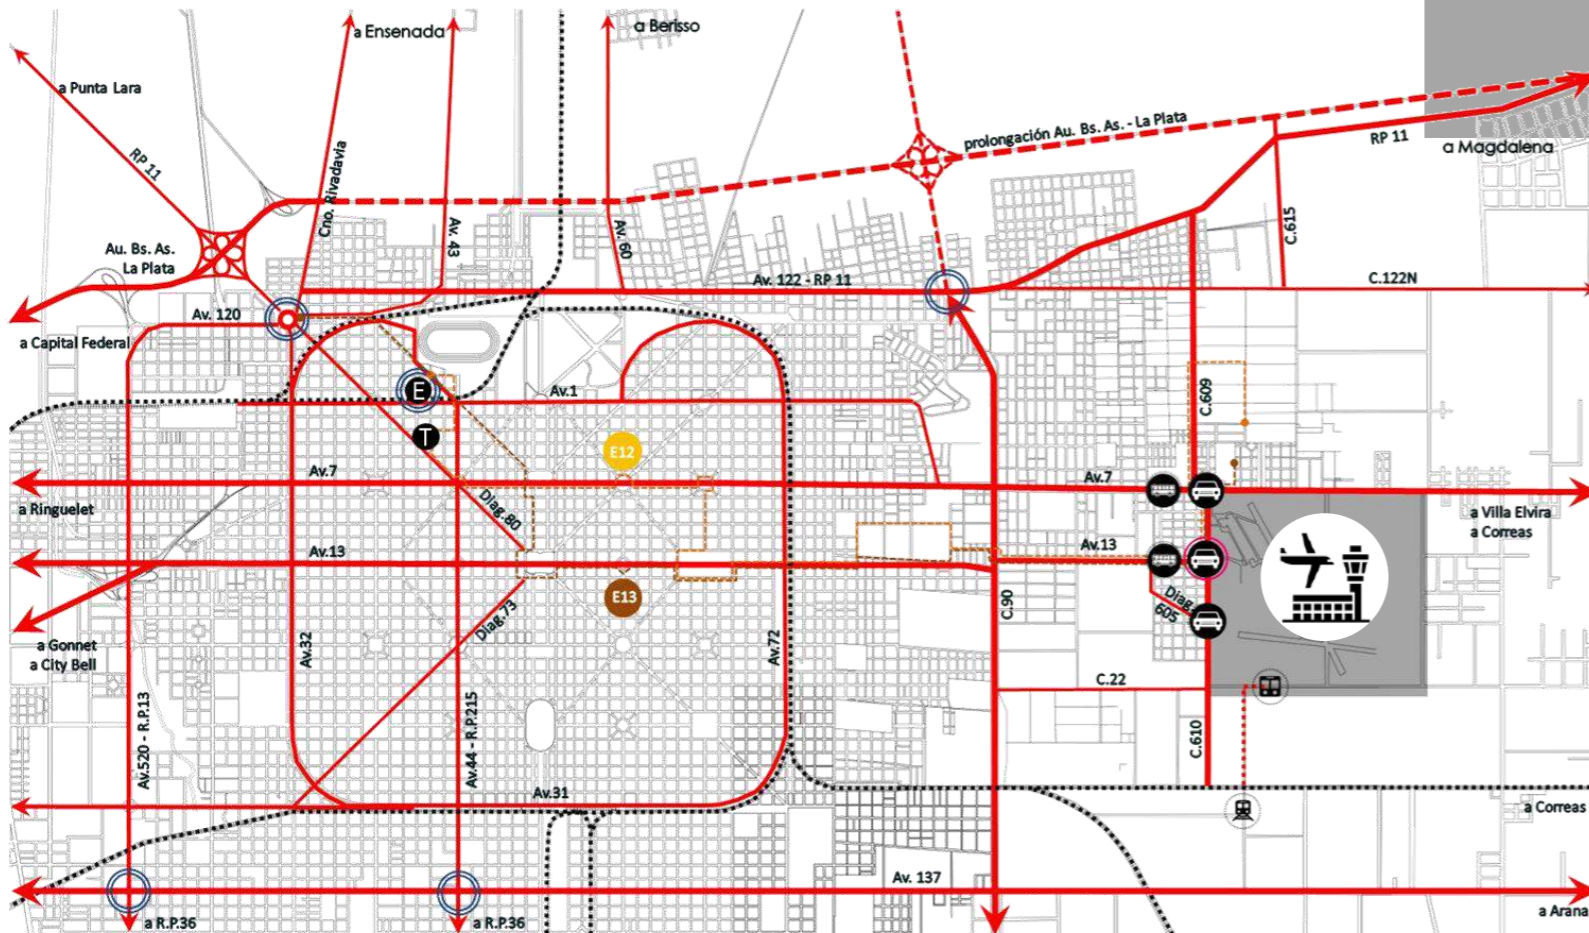 a Ensenada
a Berisso
a Punta Lara
RP 11
Cno. Rivadavia
Av. 43
Av. 60
prolongación Au. Bs. As. - La Plata
RP 11
a Magdalena
Au. Bs. As.
La Plata
C.615
Av. 122 - RP 11
C.122N
Av. 120
a Capital Federal
E
Av.1
C.609
T
E12
Av.7
Av.7
a Ringuelet
Diag.80
a Villa Elvira
a Correas
Av.13
Av.13
E13
Diag.
605
C.90
Diag.73
a Gonnet
a City Bell
Av.32
Av.72
C.22
Av.520 - R.P.13
Av.44 - R.P.215
C.610
Av.31
a Correas
Av. 137
a R.P.36
a R.P.36
a Arana